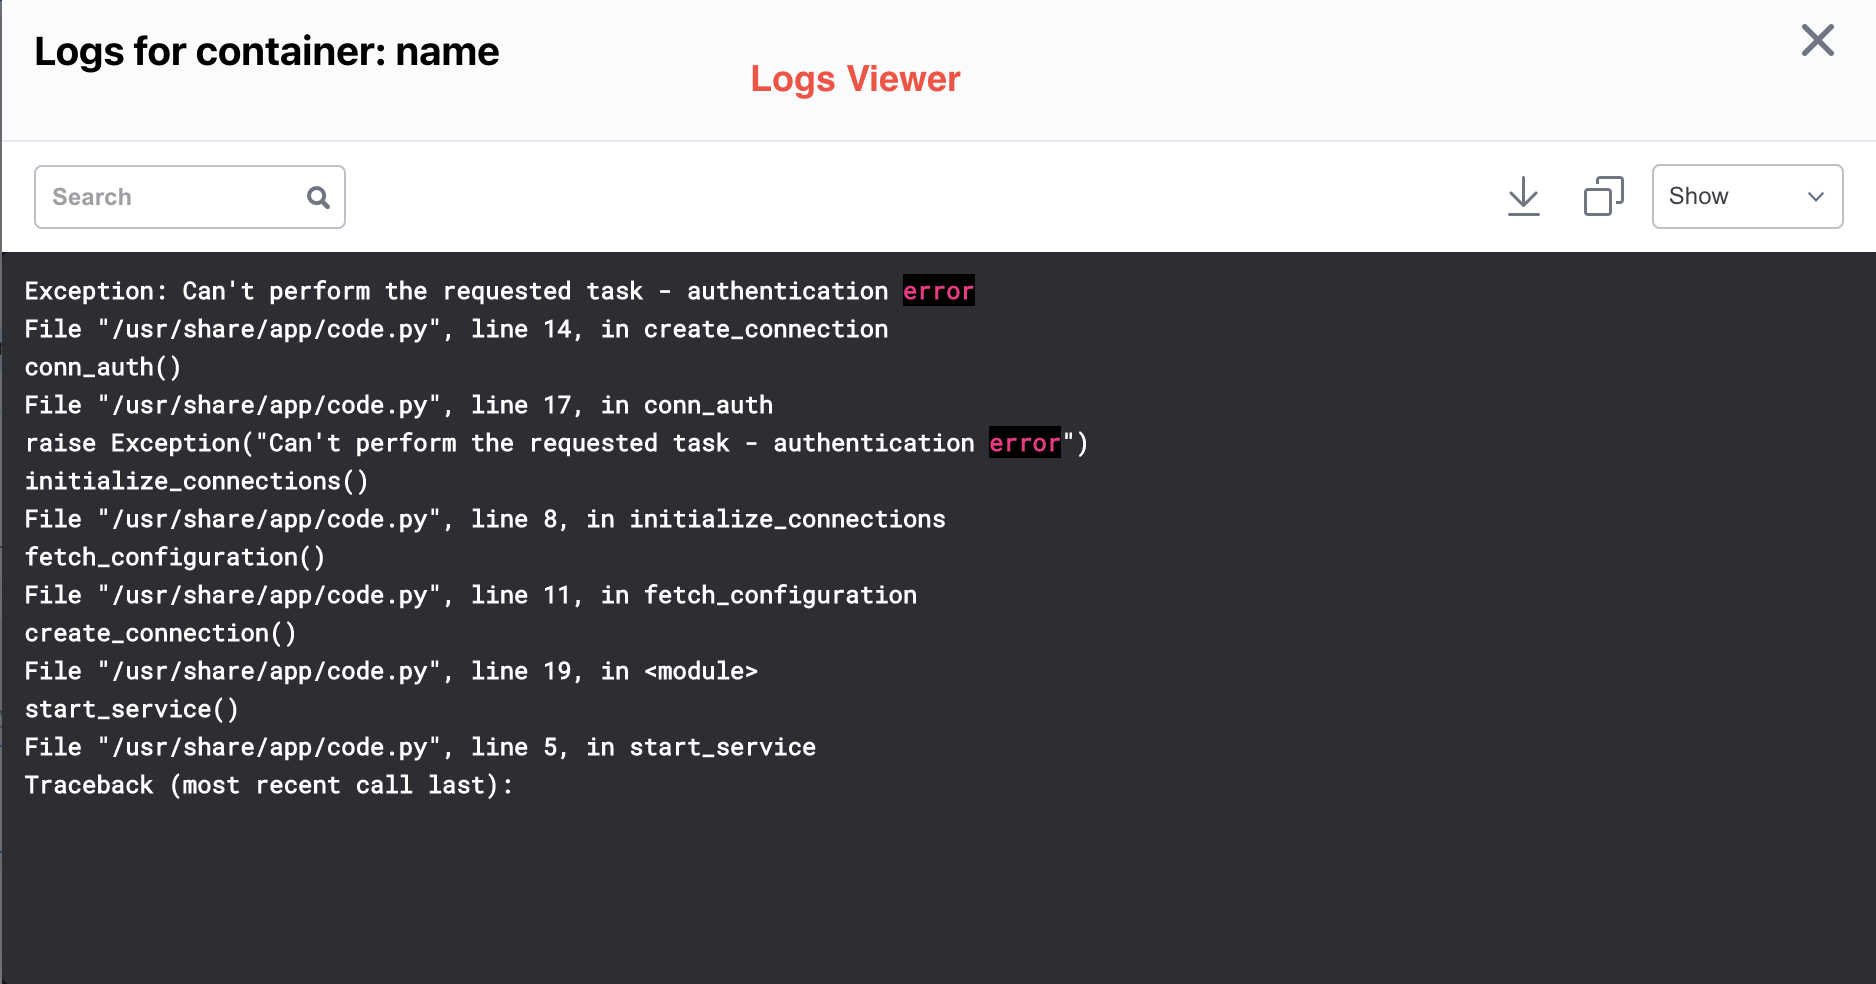 Logs for container: name
Logs Viewer
Search
Show
Exception: Can't perform the requested task - authentication error
File "/usr/share/app/code.py", line 14, in create_connection
conn_auth()
File "/usr/share/app/code.py", line 17, in conn_auth
raise Exception("Can't perform the requested task - authentication error")
initialize_connections()
File "/usr/share/app/code.py", line 8, in initialize_connections
fetch_configuration()
File "/usr/share/app/code.py", line 11, in fetch_configuration
create_connection()
File "/usr/share/app/code.py", line 19, in <module>
start_service()
File "/usr/share/app/code.py", line 5, in start_service
Traceback (most recent call last):